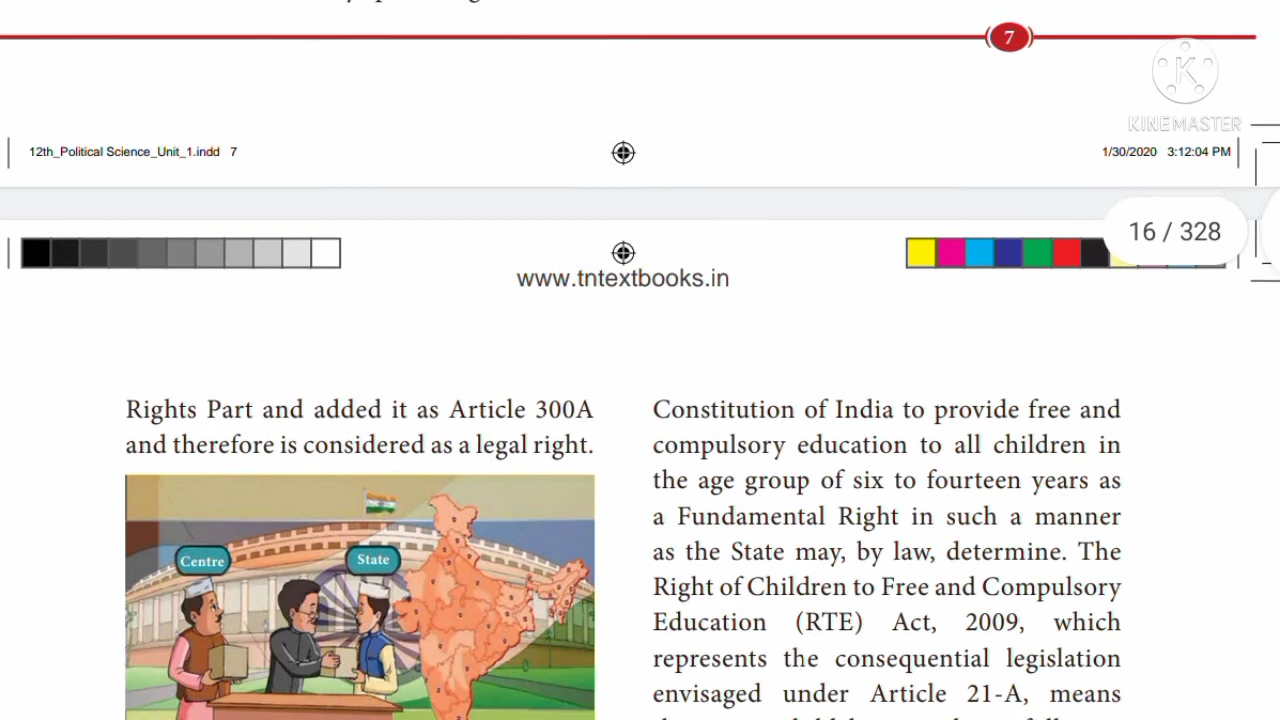 7
KINEMASTER
12th_Political Science_Unit_1.indd 7
1/30/2020 3:12:04 PM
16 / 328
www.tntextbooks.in
Rights Part and added it as Article 300A
and therefore is considered as a legal right.
Centre
State
Constitution of India to provide free and
compulsory education to all children in
the age group of six to fourteen years as
a Fundamental Right in such a manner
as the State may, by law, determine. The
Right of Children to Free and Compulsory
Education (RTE) Act, 2009, which
represents the consequential legislation
envisaged under Article 21-A, means